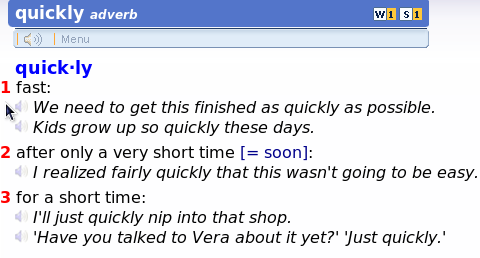 quickly adverb W1 S1
Menu
quick·ly
1 fast:
We need to get this finished as quickly as possible.
Kids grow up so quickly these days.
2 after only a very short time [= soon]:
I realized fairly quickly that this wasn't going to be easy.
3 for a short time:
I'll just quickly nip into that shop.
'Have you talked to Vera about it yet?' 'Just quickly.'